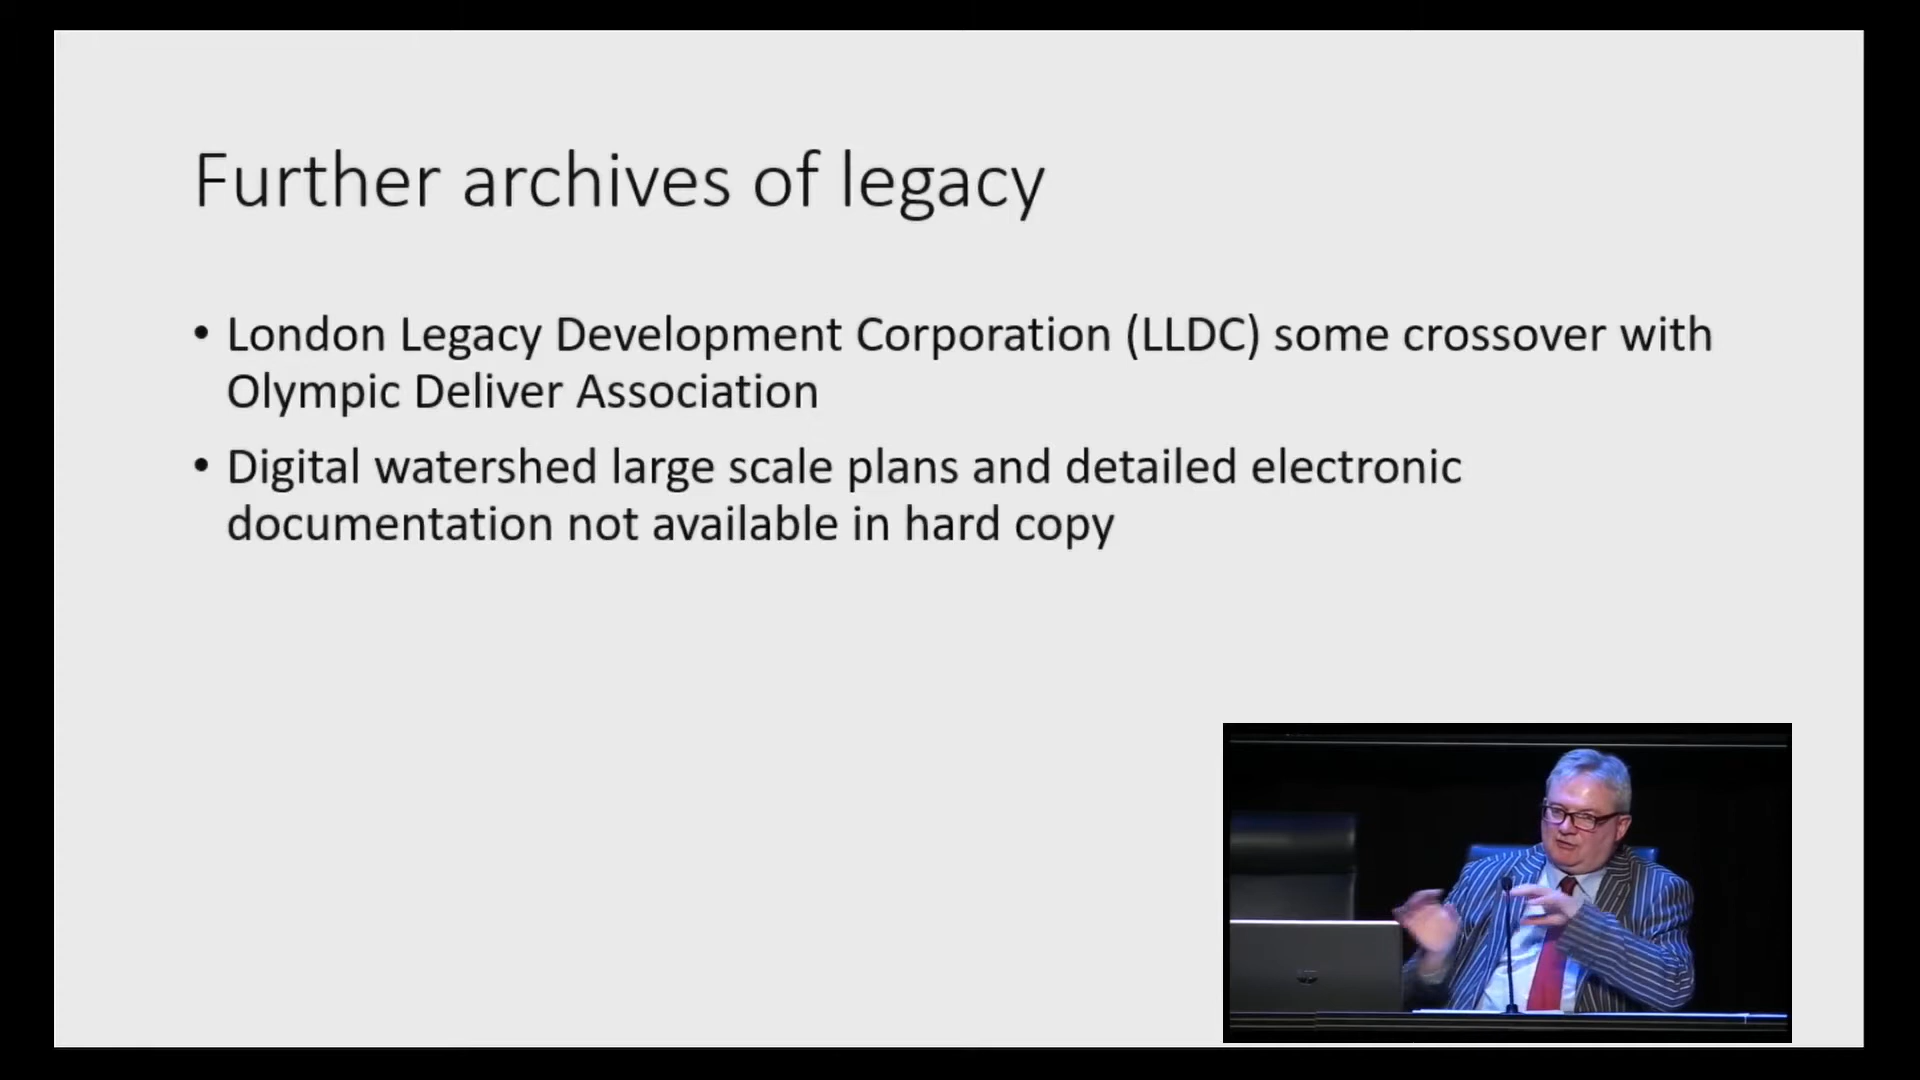 Further archives of legacy
• London Legacy Development Corporation (LLDC) some crossover with
Olympic Deliver Association
• Digital watershed large scale plans and detailed electronic
documentation not available in hard copy